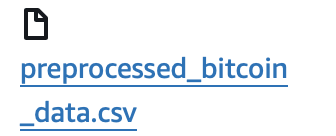 preprocessed_bitcoin
_data.csv